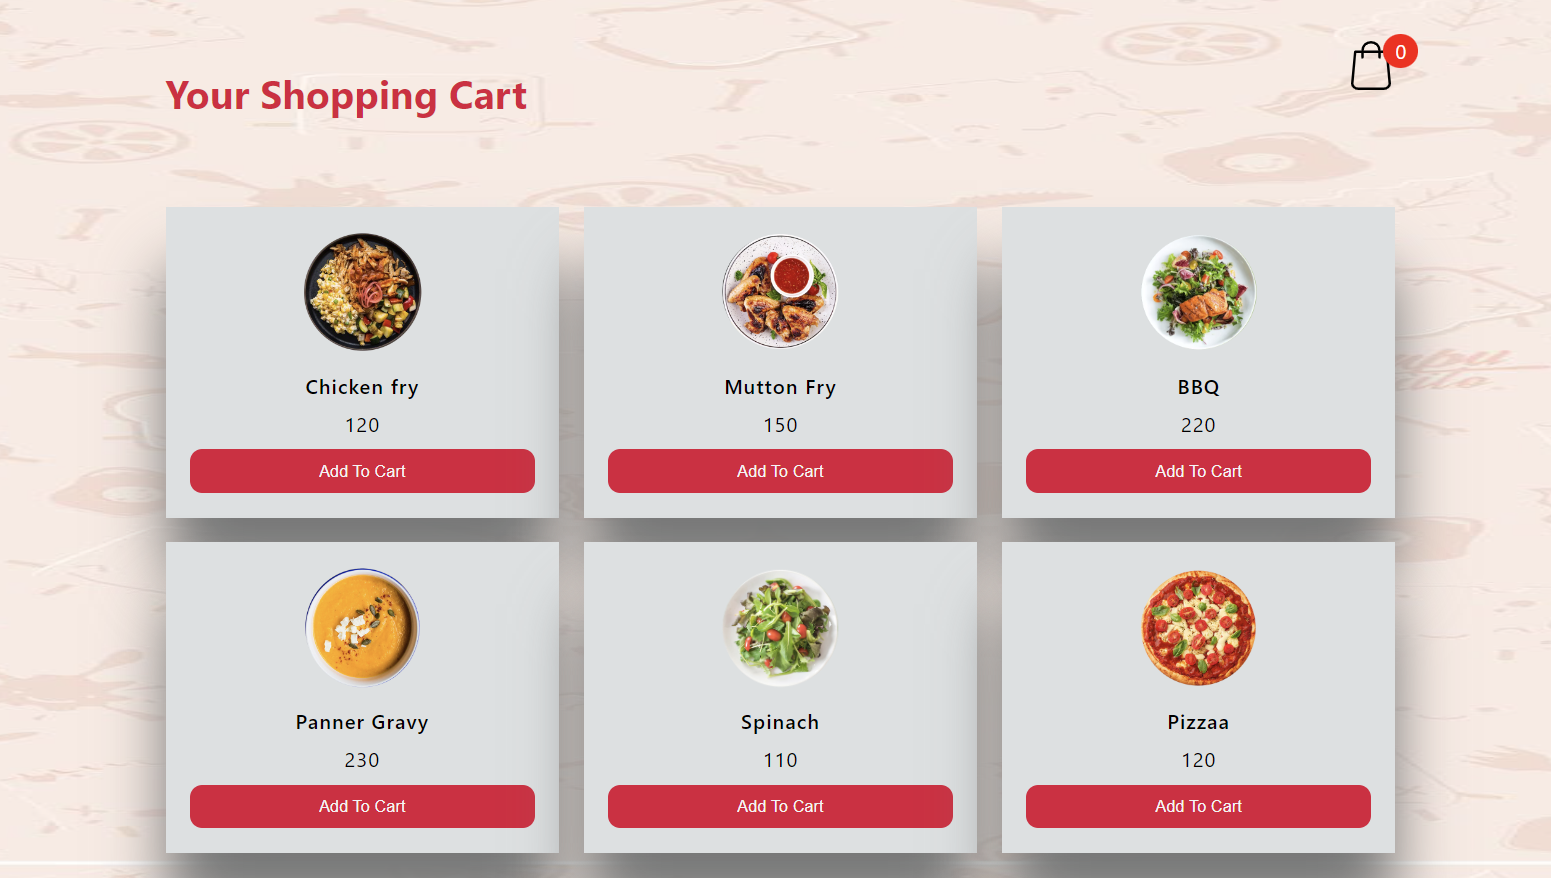 0
Your Shopping Cart
Chicken fry
120
Add To Cart
Mutton Fry
150
Add To Cart
BBQ
220
Add To Cart
Panner Gravy
230
Add To Cart
Spinach
110
Add To Cart
Pizzaa
120
Add To Cart